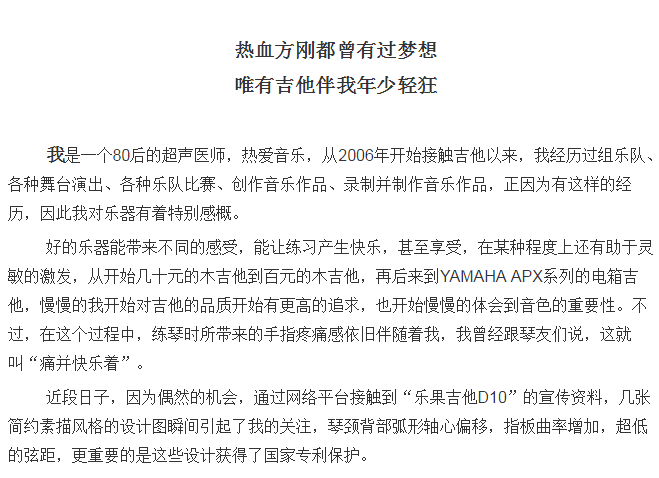 热血方刚都曾有过梦想
唯有吉他伴我年少轻狂
我是一个80后的超声医师，热爱音乐，从2006年开始接触吉他以来，我经历过组乐队、
各种舞台演出、各种乐队比赛、创作音乐作品、录制并制作音乐作品，正因为有这样的经
历，因此我对乐器有着特别感慨。
好的乐器能带来不同的感受，能让练习产生快乐，甚至享受，在某种程度上还有助于灵
敏的激发，从开始几十元的木吉他到百元的木吉他，再后来到YAMAHA APX系列的电箱吉
他，慢慢的我开始对吉他的品质开始有更高的追求，也开始慢慢的体会到音色的重要性。不
过，在这个过程中，练琴时所带来的手指疼痛感依旧伴随着我，我曾经跟琴友们说，这就
叫“痛并快乐着”。
近段日子，因为偶然的机会，通过网络平台接触到“乐果吉他D10”的宣传资料，几张
简约素描风格的设计图瞬间引起了我的关注，琴颈背部弧形轴心偏移，指板曲率增加，超低
的弦距，更重要的是这些设计获得了国家专利保护。